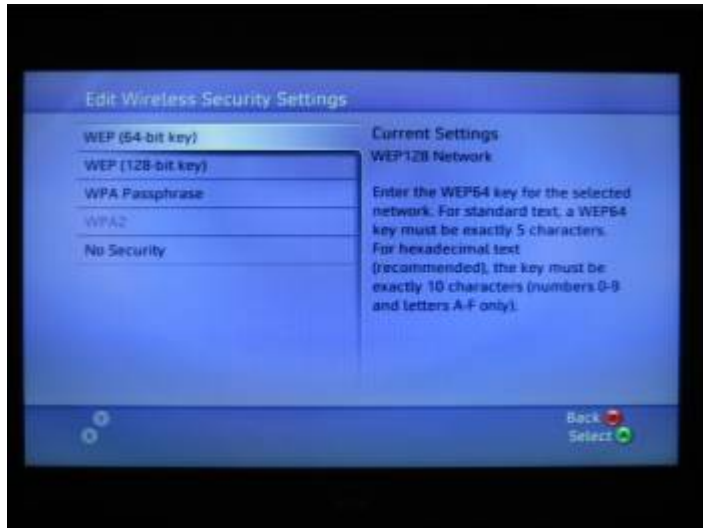 Edit Wireless Security Settings
WEP (64-bit key)
WEP (128-bit key)
WPA Passphrase
WPA2
No Security
Current Settings
WEP128 Network
Enter the WEP64 key for the selected
network. For standard text, a WEP64
key must be exactly 5 characters.
For hexadecimal text
(recommended), the key must be
exactly 10 characters (numbers 0-9
and letters A-F only).
Back
Select